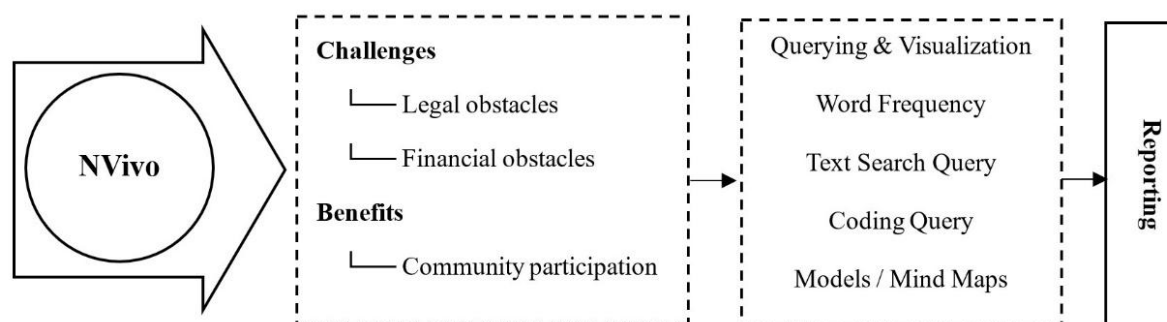 NVivo
Challenges
Legal obstacles
Financial obstacles
Benefits
Community participation
Querying & Visualization
Word Frequency
Text Search Query
Coding Query
Models / Mind Maps
Reporting